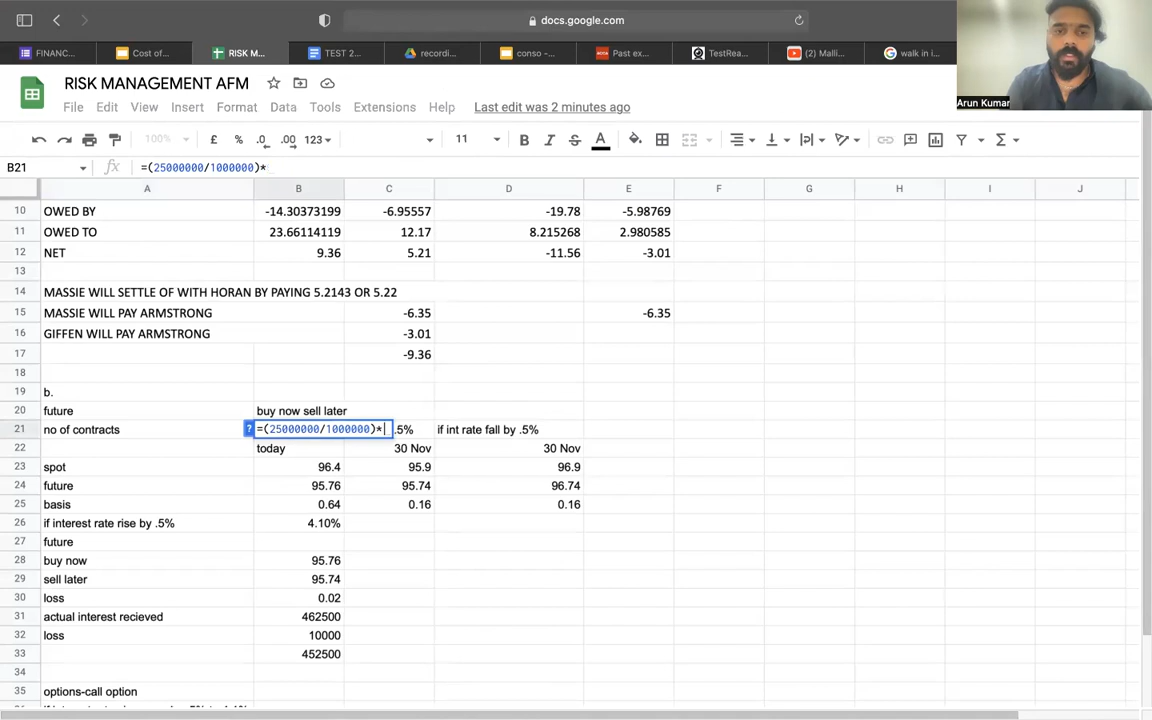 docs.google.com
FINANC... Cost of... RISK M... TEST 2... recordi... conso -... Past ex... TestRea... Malli... walk in i...
RISK MANAGEMENT AFM
File Edit View Insert Format Data Tools Extensions Help Last edit was 2 minutes ago
Arun Kumar
100% £ % .0 .00 123 11 B I S A
B21 fx =(25000000/1000000)*
A B C D E F G H I J
10 OWED BY -14.30373199 -6.95557 -19.78 -5.98769
11 OWED TO 23.66114119 12.17 8.215268 2.980585
12 NET 9.36 5.21 -11.56 -3.01
13
14 MASSIE WILL SETTLE OF WITH HORAN BY PAYING 5.2143 OR 5.22
15 MASSIE WILL PAY ARMSTRONG -6.35 -6.35
16 GIFFEN WILL PAY ARMSTRONG -3.01
17 -9.36
18
19 b.
20 future buy now sell later
21 no of contracts ? =(25000000/1000000)* .5% if int rate fall by .5%
22 today 30 Nov 30 Nov
23 spot 96.4 95.9 96.9
24 future 95.76 95.74 96.74
25 basis 0.64 0.16 0.16
26 if interest rate rise by .5% 4.10%
27 future
28 buy now 95.76
29 sell later 95.74
30 loss 0.02
31 actual interest recieved 462500
32 loss 10000
33 452500
34
35 options-call option